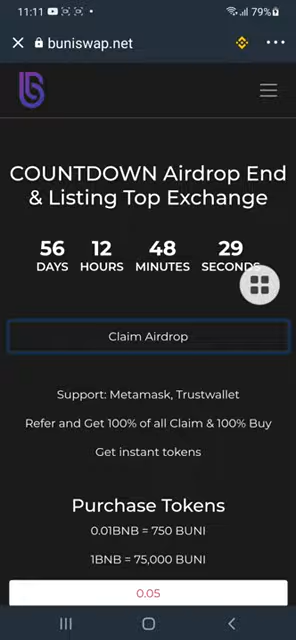 11:11
79%
buniswap.net
COUNTDOWN Airdrop End
& Listing Top Exchange
56 12 48 29
DAYS HOURS MINUTES SECONDS
Claim Airdrop
Support: Metamask, Trustwallet
Refer and Get 100% of all Claim & 100% Buy
Get instant tokens
Purchase Tokens
0.01BNB = 750 BUNI
1BNB = 75,000 BUNI
0.05